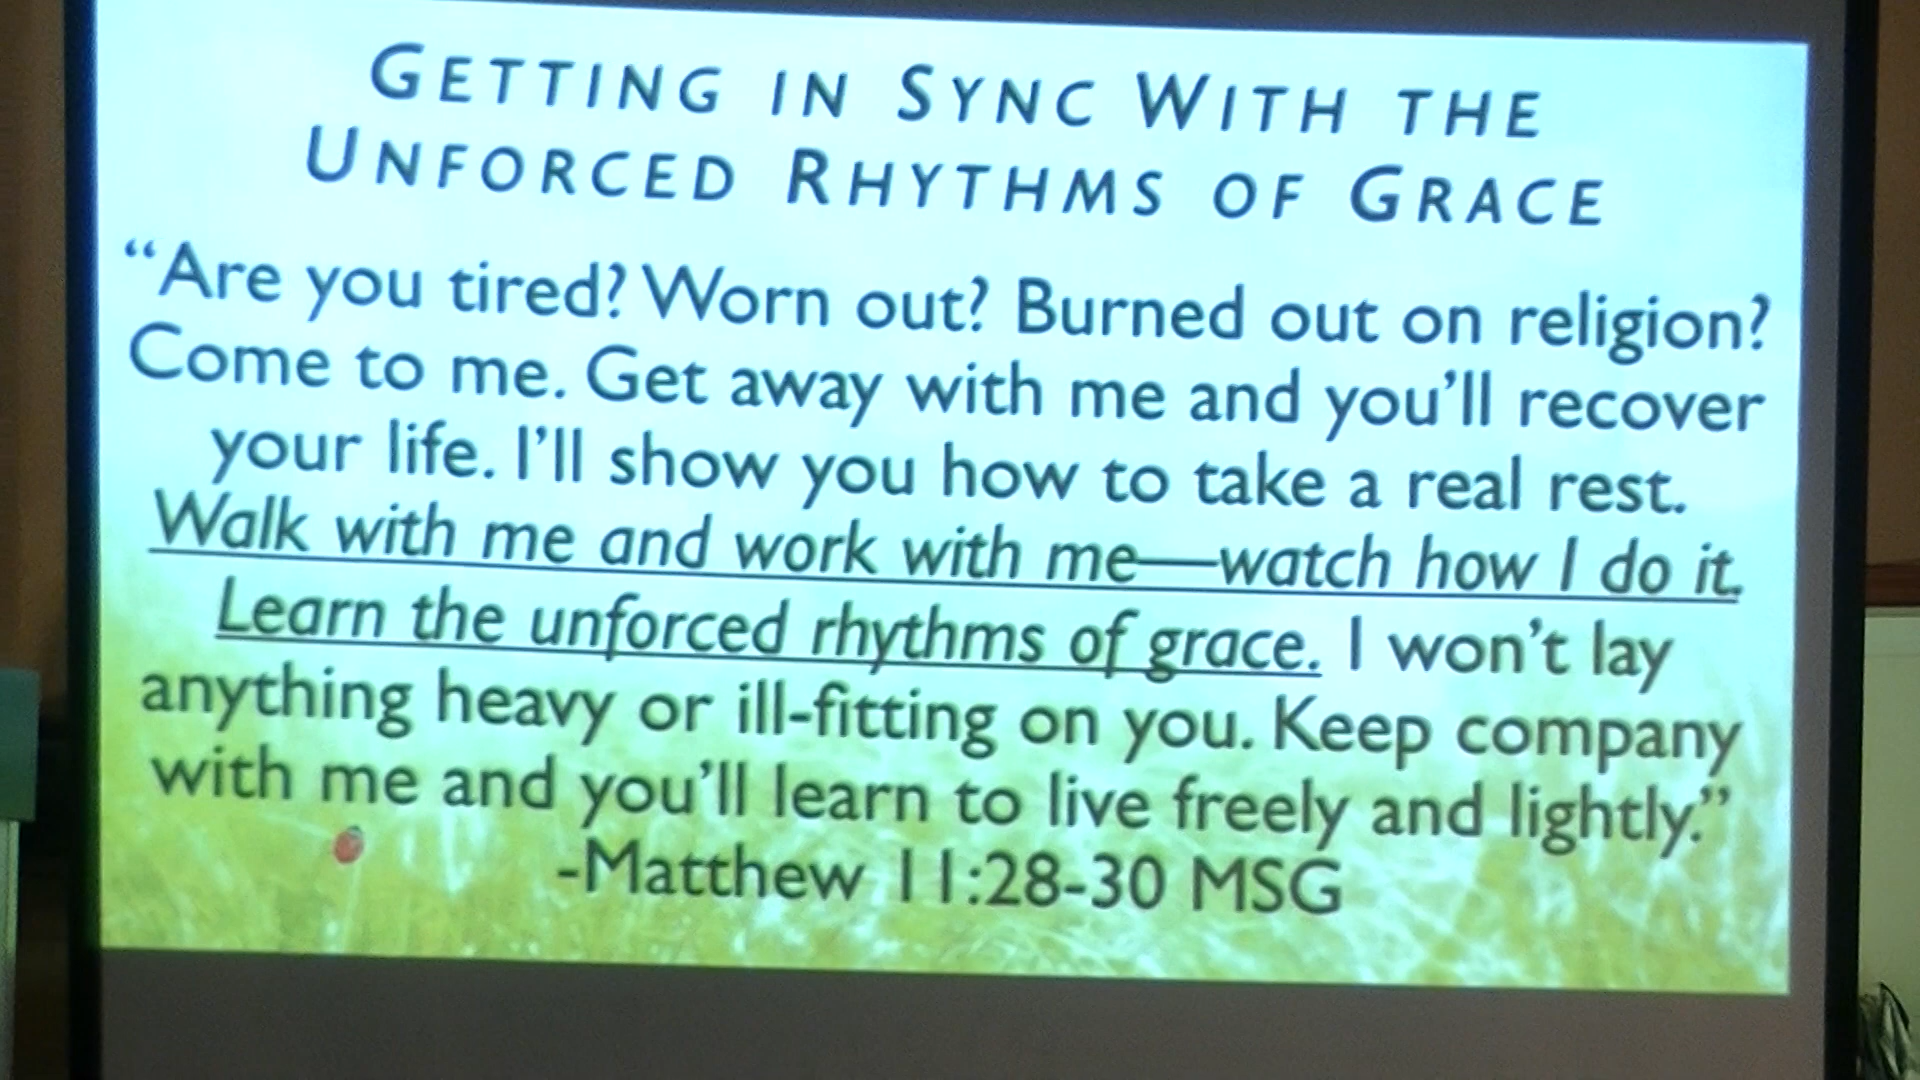 GETTING IN SYNC WITH THE
UNFORCED RHYTHMS OF GRACE
“Are you tired? Worn out? Burned out on religion?
Come to me. Get away with me and you’ll recover
your life. I’ll show you how to take a real rest.
Walk with me and work with me—watch how I do it.
Learn the unforced rhythms of grace. I won’t lay
anything heavy or ill-fitting on you. Keep company
with me and you’ll learn to live freely and lightly.”
-Matthew 11:28-30 MSG